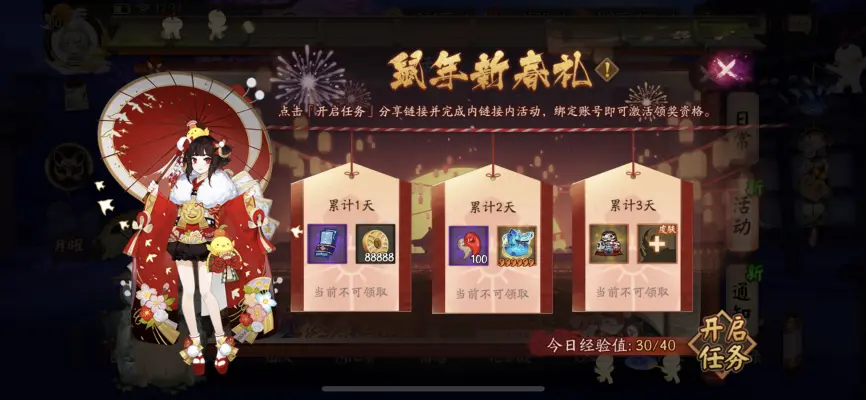 鼠年新春礼!
点击「开启任务」分享链接并完成内链接内活动，绑定账号即可激活领奖资格。
累计1天
累计2天
累计3天
88888
100
皮肤
当前不可领取
当前不可领取
当前不可领取
日常
新
活动
新
通知
今日经验值: 30/40
开启
任务